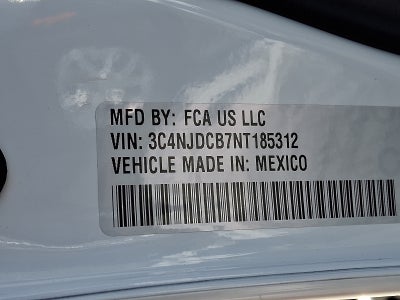 MFD BY: FCA US LLC
VIN: 3C4NJDCB7NT185312
VEHICLE MADE IN: MEXICO